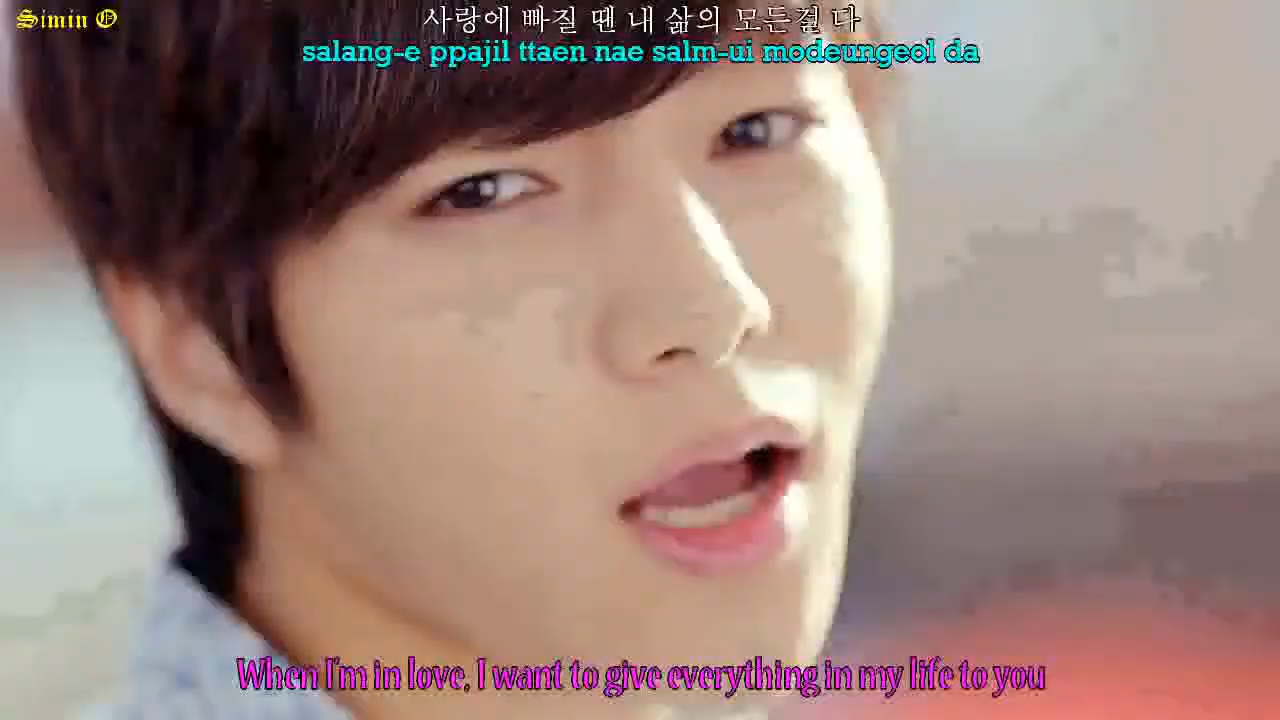 Simin O
사랑에 빠질 땐 내 삶의 모든걸 다
salang-e ppajil ttaen nae salm-ui modeungeol da
When I'm in love, I want to give everything in my life to you